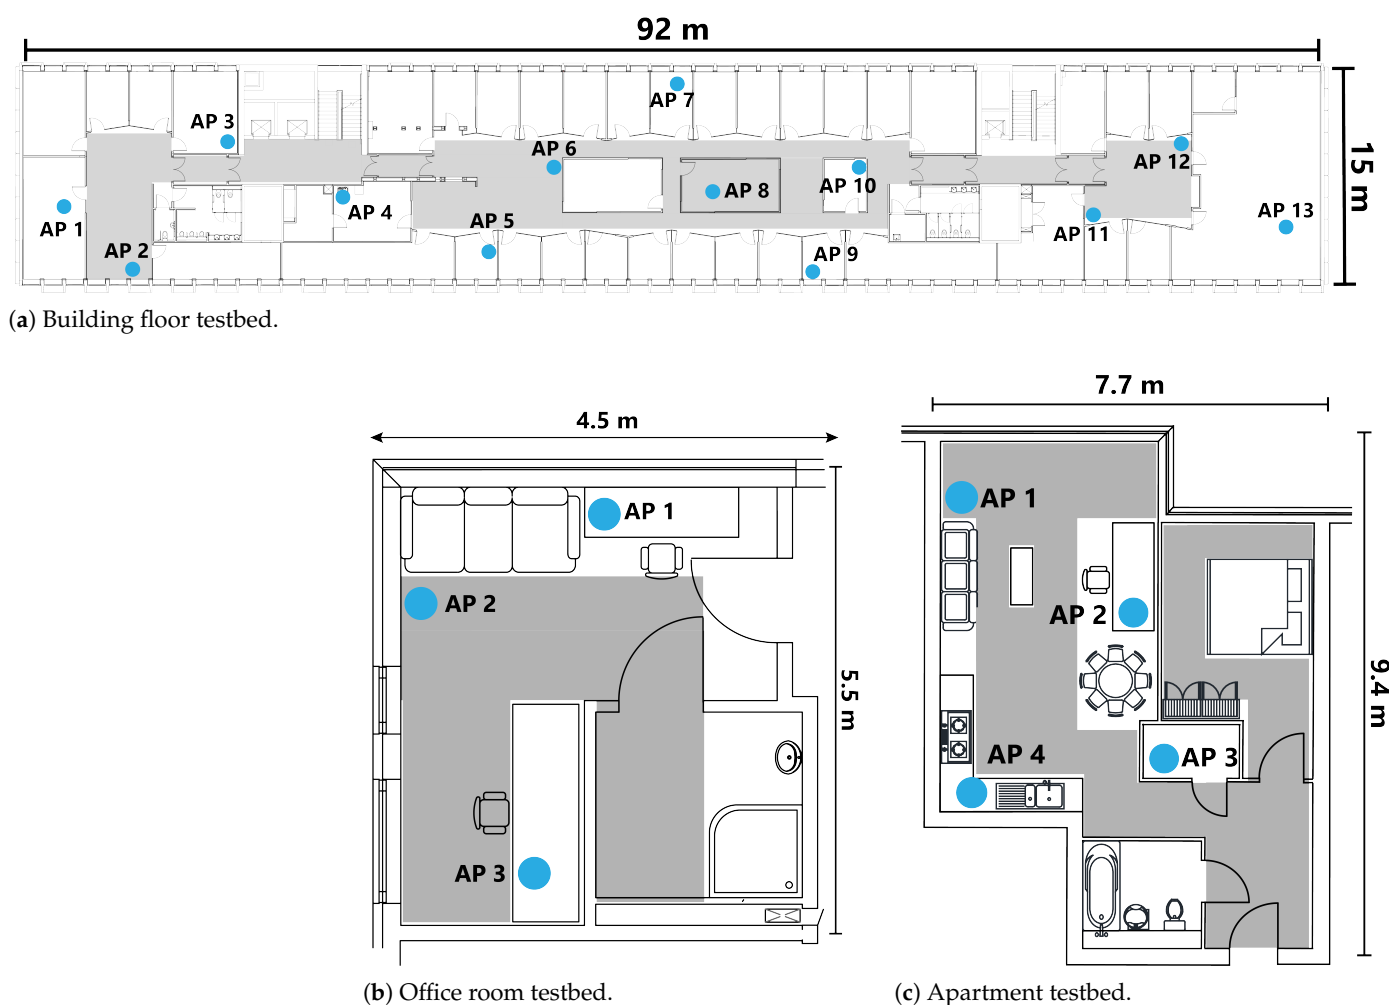 92 m
AP 7
AP 3
15 m
AP 6
AP 12
AP 8
AP 10
AP 4
AP 1
AP 5
AP 13
AP 11
AP 2
AP 9
(a) Building floor testbed.
4.5 m
AP 1
AP 2
5.5 m
AP 3
(b) Office room testbed.
7.7 m
AP 1
AP 2
9.4 m
AP 4
AP 3
(c) Apartment testbed.